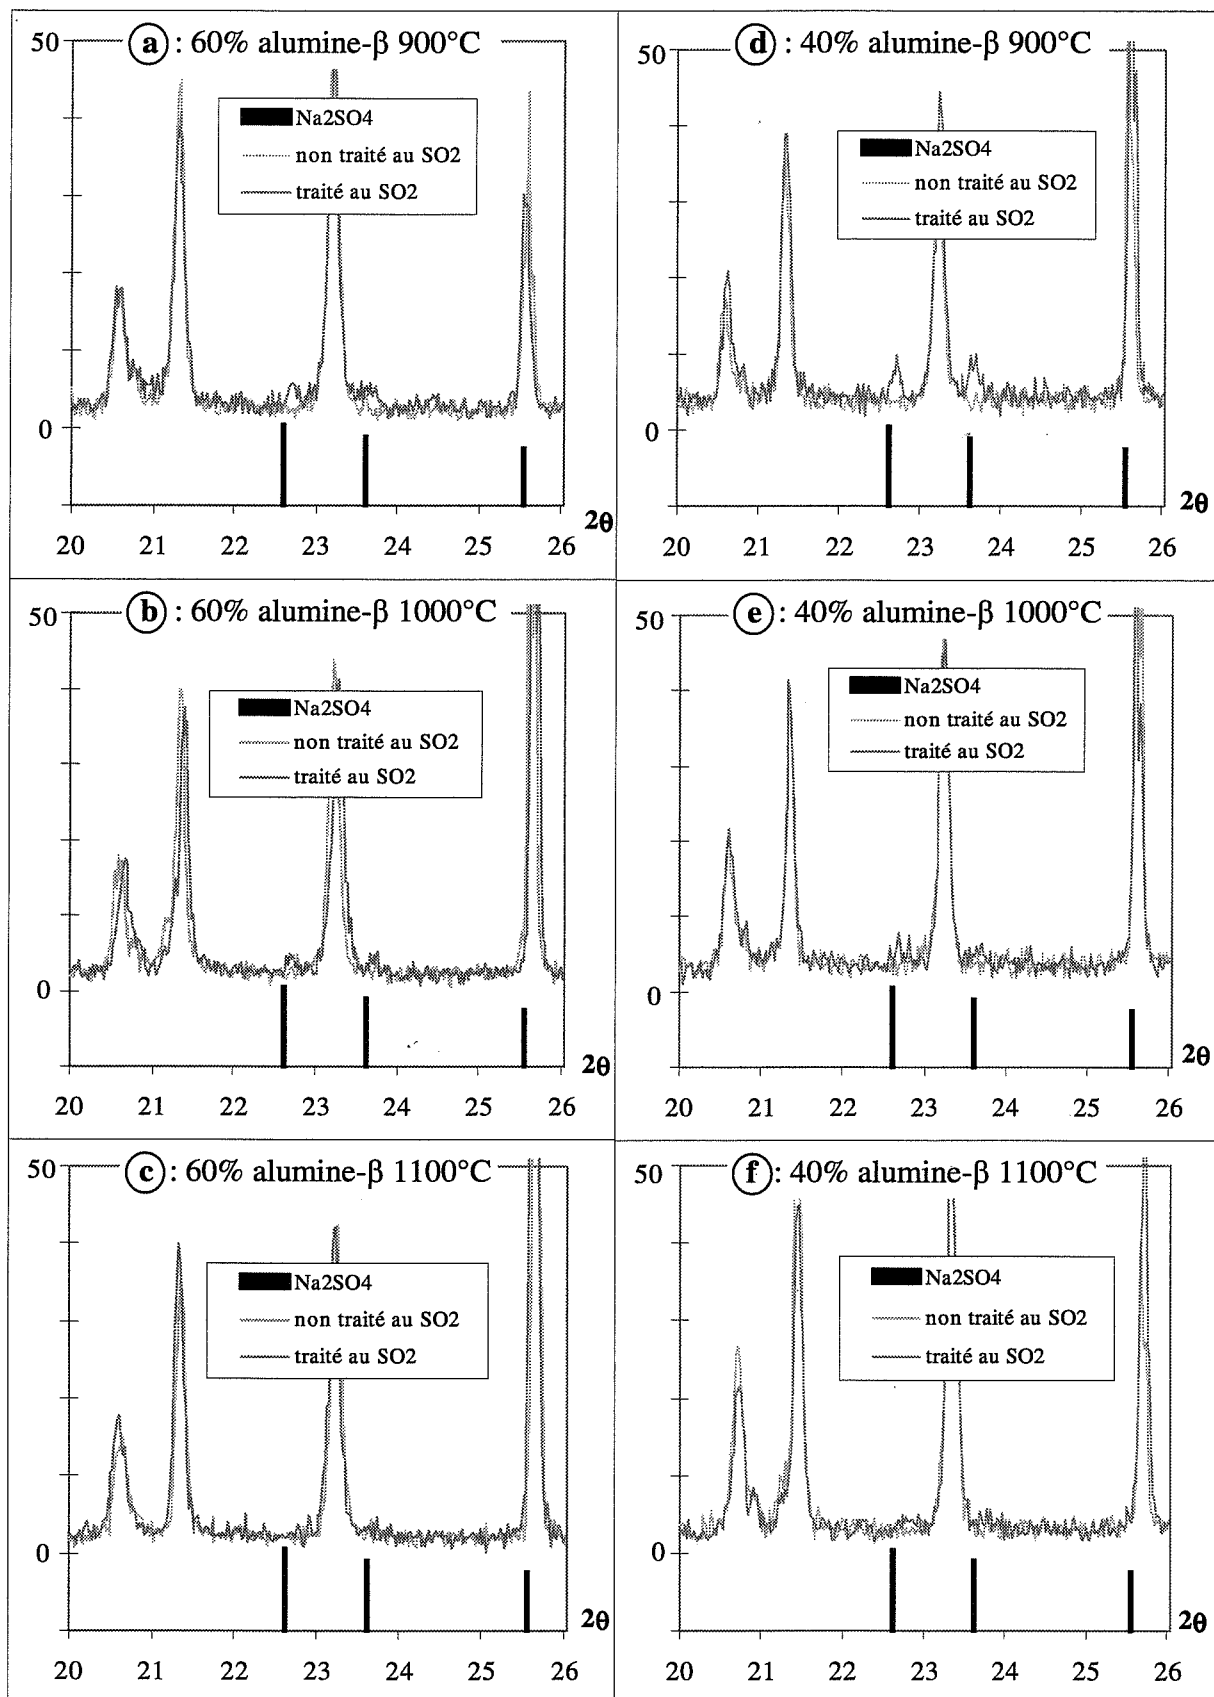 ⓐ : 60% alumine-β 900°C
50
Na2SO4
non traité au SO2
traité au SO2
0
2θ
20 21 22 23 24 25 26
ⓓ : 40% alumine-β 900°C
50
Na2SO4
non traité au SO2
traité au SO2
0
2θ
20 21 22 23 24 25 26
ⓑ : 60% alumine-β 1000°C
50
Na2SO4
non traité au SO2
traité au SO2
0
2θ
20 21 22 23 24 25 26
ⓔ : 40% alumine-β 1000°C
50
Na2SO4
non traité au SO2
traité au SO2
0
2θ
20 21 22 23 24 25 26
ⓒ : 60% alumine-β 1100°C
50
Na2SO4
non traité au SO2
traité au SO2
0
2θ
20 21 22 23 24 25 26
ⓕ : 40% alumine-β 1100°C
50
Na2SO4
non traité au SO2
traité au SO2
0
2θ
20 21 22 23 24 25 26